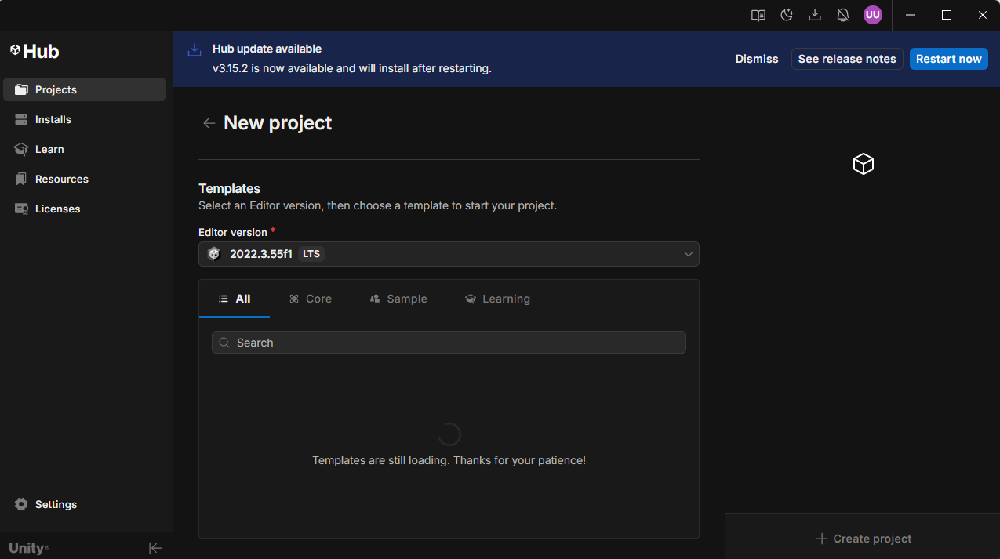 UU
Hub
Hub update available
v3.15.2 is now available and will install after restarting.
Dismiss
See release notes
Restart now
Projects
Installs
Learn
Resources
Licenses
New project
Templates
Select an Editor version, then choose a template to start your project.
Editor version *
2022.3.55f1 LTS
All
Core
Sample
Learning
Search
Templates are still loading. Thanks for your patience!
Settings
Unity®
Create project